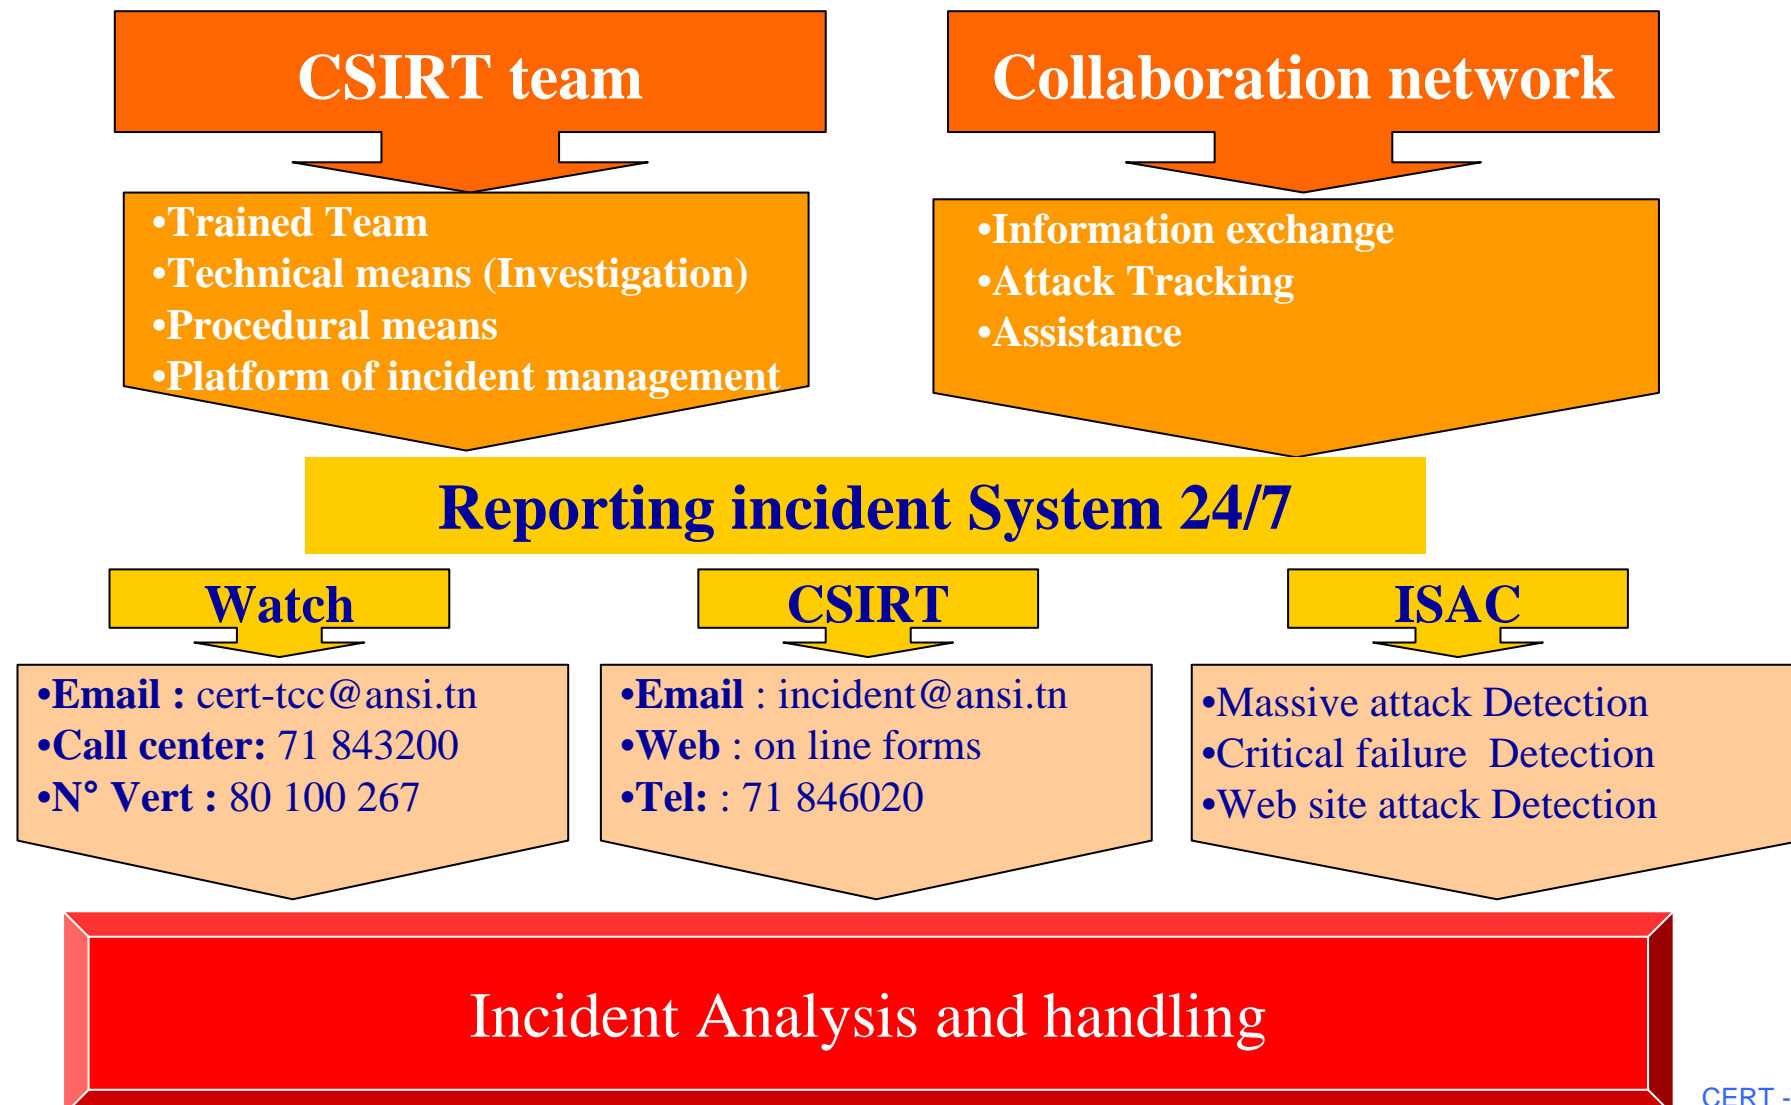 CSIRT team
Collaboration network
•Trained Team
•Technical means (Investigation)
•Procedural means
•Platform of incident management
•Information exchange
•Attack Tracking
•Assistance
Reporting incident System 24/7
Watch
CSIRT
ISAC
•Email : cert-tcc@ansi.tn
•Call center: 71 843200
•N° Vert : 80 100 267
•Email : incident@ansi.tn
•Web : on line forms
•Tel: : 71 846020
•Massive attack Detection
•Critical failure  Detection
•Web site attack Detection
Incident Analysis and handling
CERT -